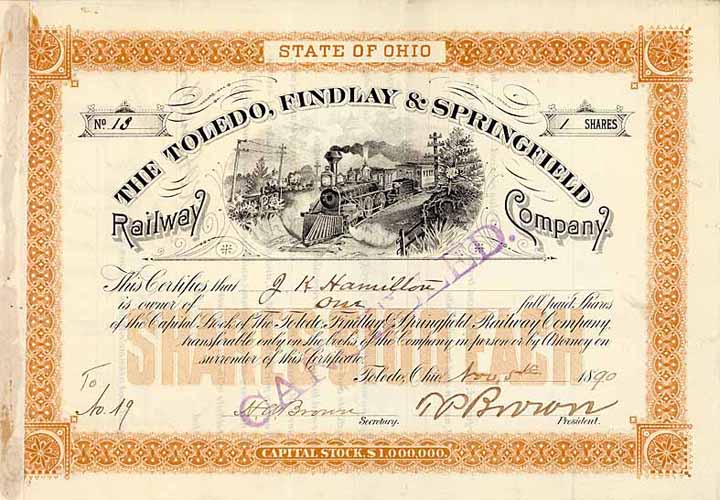 STATE OF OHIO
THE TOLEDO, FINDLAY & SPRINGFIELD
No 13
1 SHARES
Railway Company.
This Certifies that J K Hamilton
is owner of One full paid Shares
of the Capital Stock of The Toledo, Findlay & Springfield Railway Company
transferable only on the books of the Company in person or by Attorney on
surrender of this Certificate.
SHARES $100 EACH
CANCELLED.
Toledo, Ohio, Nov 5th 1890
To
No. 19
Brown
Secretary.
Brown
President.
CAPITAL STOCK, $1,000,000.